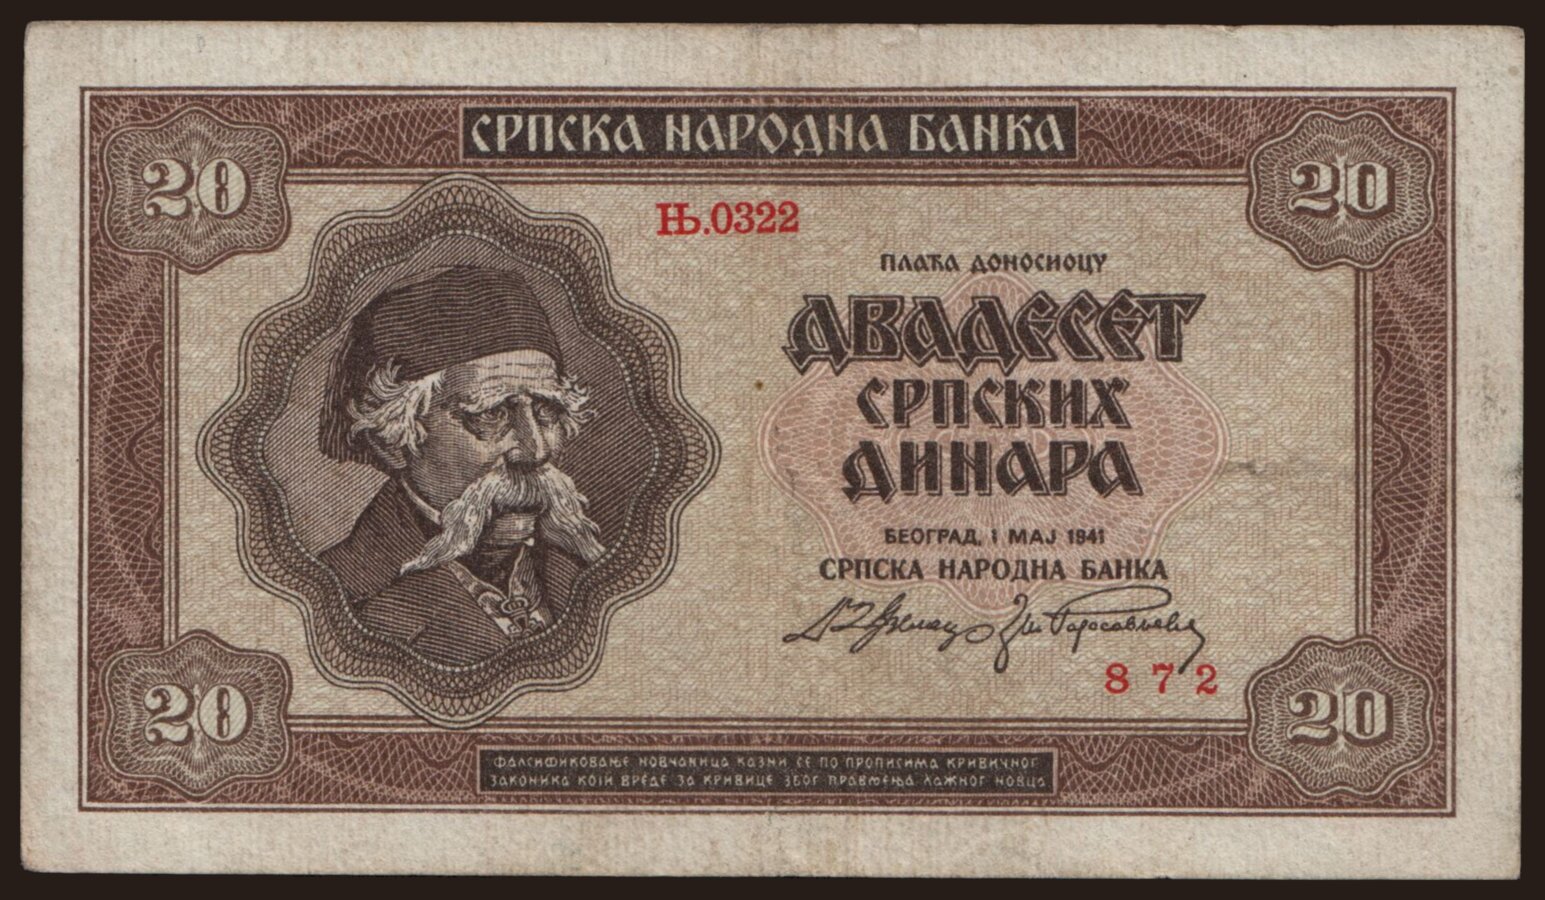 СРПСКА НАРОДНА БАНКА
20
20
Њ.0322
ПЛАЋА ДОНОСИОЦУ
ДВАДЕСЕТ
СРПСКИХ
ДИНАРА
БЕОГРАД, 1 МАЈ 1941
СРПСКА НАРОДНА БАНКА
872
20
20
ФАЛСИФИКОВАЊЕ НОВЧАНИЦА КАЗНИ СЕ ПО ПРОПИСИМА КРИВИЧНОГ
ЗАКОНИКА КОЈИ ВРЕДЕ ЗА КРИВИЦЕ ЗБОГ ПРАВЉЕЊА ЛАЖНОГ НОВЦА